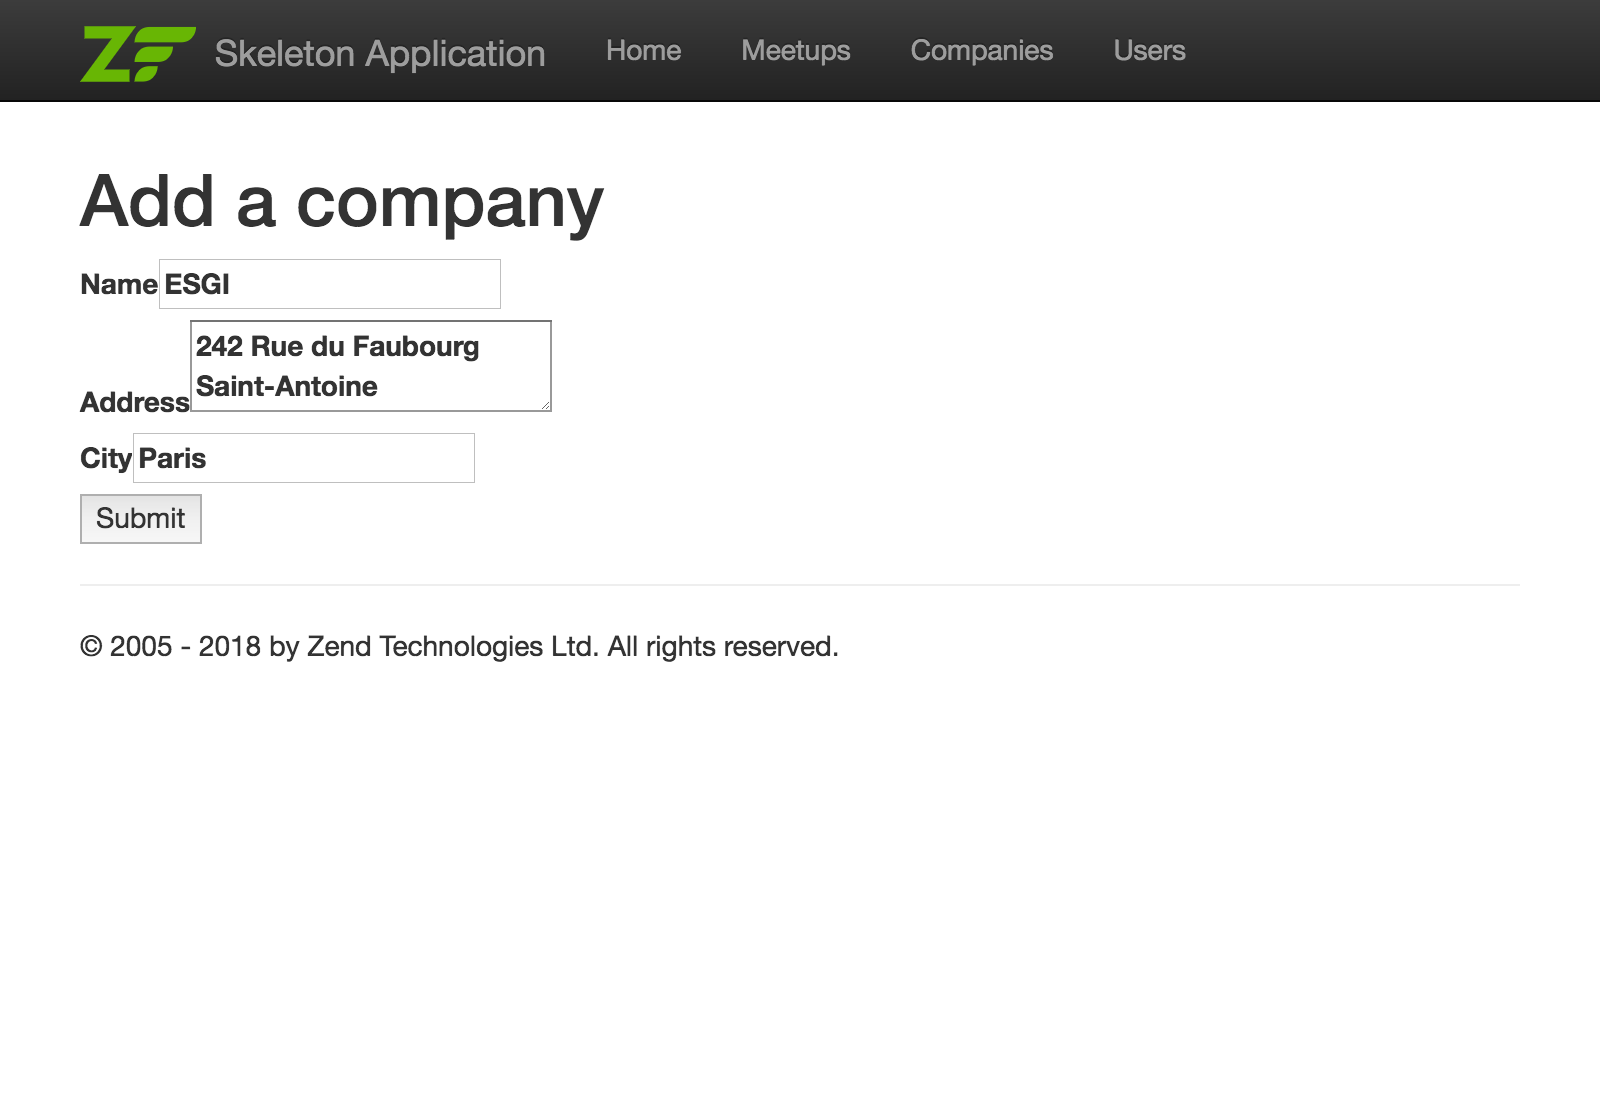 ZF Skeleton Application Home Meetups Companies Users
Add a company
Name ESGI
242 Rue du Faubourg
Saint-Antoine
Address
City Paris
Submit
© 2005 - 2018 by Zend Technologies Ltd. All rights reserved.